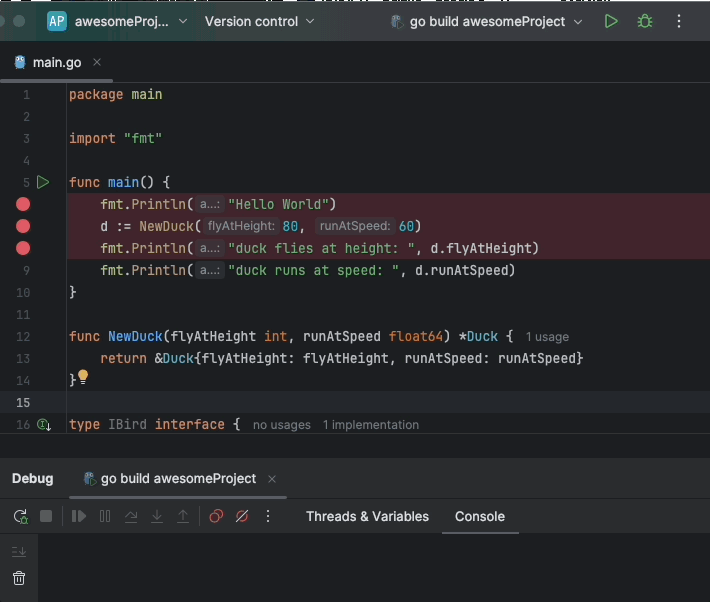 AP awesomeProj... Version control go build awesomeProject
main.go
1 package main
2
3 import "fmt"
4
5 func main() {
fmt.Println( a...: "Hello World")
d := NewDuck( flyAtHeight: 80, runAtSpeed: 60)
fmt.Println( a...: "duck flies at height: ", d.flyAtHeight)
9 fmt.Println( a...: "duck runs at speed: ", d.runAtSpeed)
10 }
11
12 func NewDuck(flyAtHeight int, runAtSpeed float64) *Duck { 1 usage
13 return &Duck{flyAtHeight: flyAtHeight, runAtSpeed: runAtSpeed}
14 }
15
16 type IBird interface { no usages 1 implementation
Debug go build awesomeProject
Threads & Variables Console